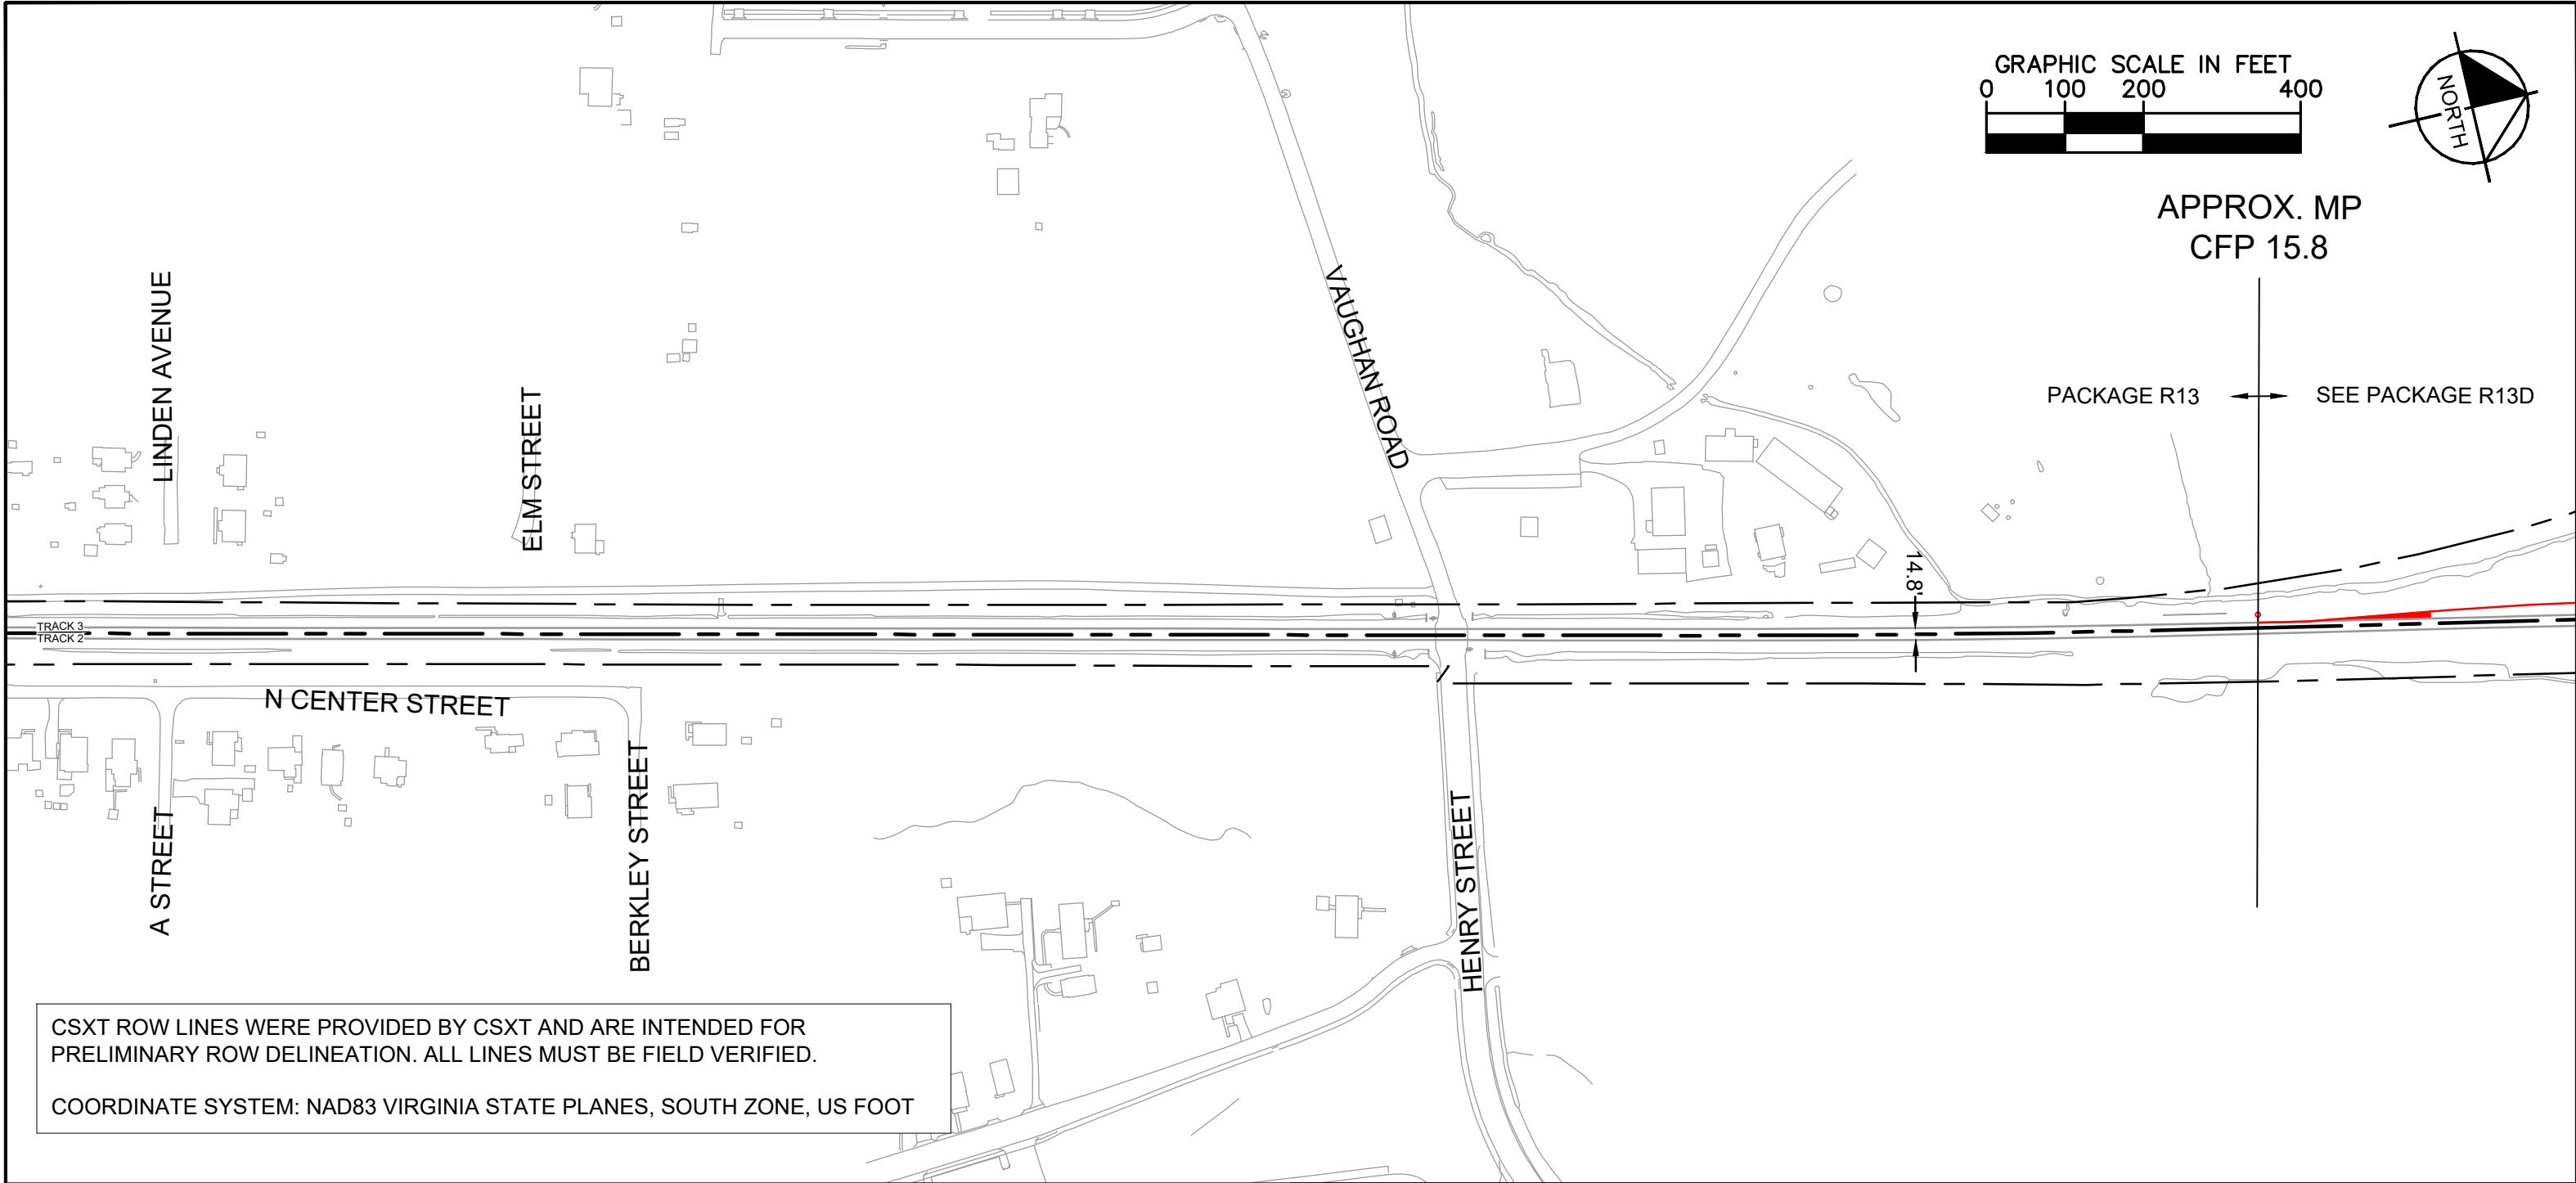 GRAPHIC SCALE IN FEET
0 100 200 400
NORTH
APPROX. MP
CFP 15.8
PACKAGE R13
SEE PACKAGE R13D
LINDEN AVENUE
ELM STREET
VAUGHAN ROAD
14.8'
TRACK 3
TRACK 2
N CENTER STREET
A STREET
BERKLEY STREET
HENRY STREET
CSXT ROW LINES WERE PROVIDED BY CSXT AND ARE INTENDED FOR
PRELIMINARY ROW DELINEATION. ALL LINES MUST BE FIELD VERIFIED.
COORDINATE SYSTEM: NAD83 VIRGINIA STATE PLANES, SOUTH ZONE, US FOOT